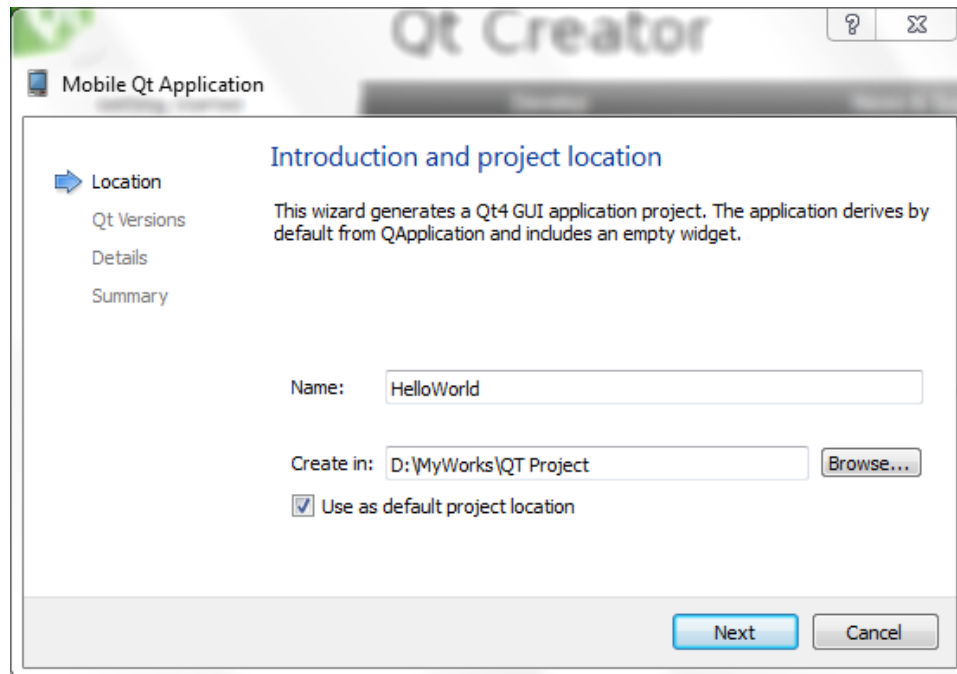 Qt Creator
Mobile Qt Application
Develop
Introduction and project location
Location
This wizard generates a Qt4 GUI application project. The application derives by
default from QApplication and includes an empty widget.
Qt Versions
Details
Summary
Name:
HelloWorld
Create in:
D:\MyWorks\QT Project
Browse...
Use as default project location
Next
Cancel